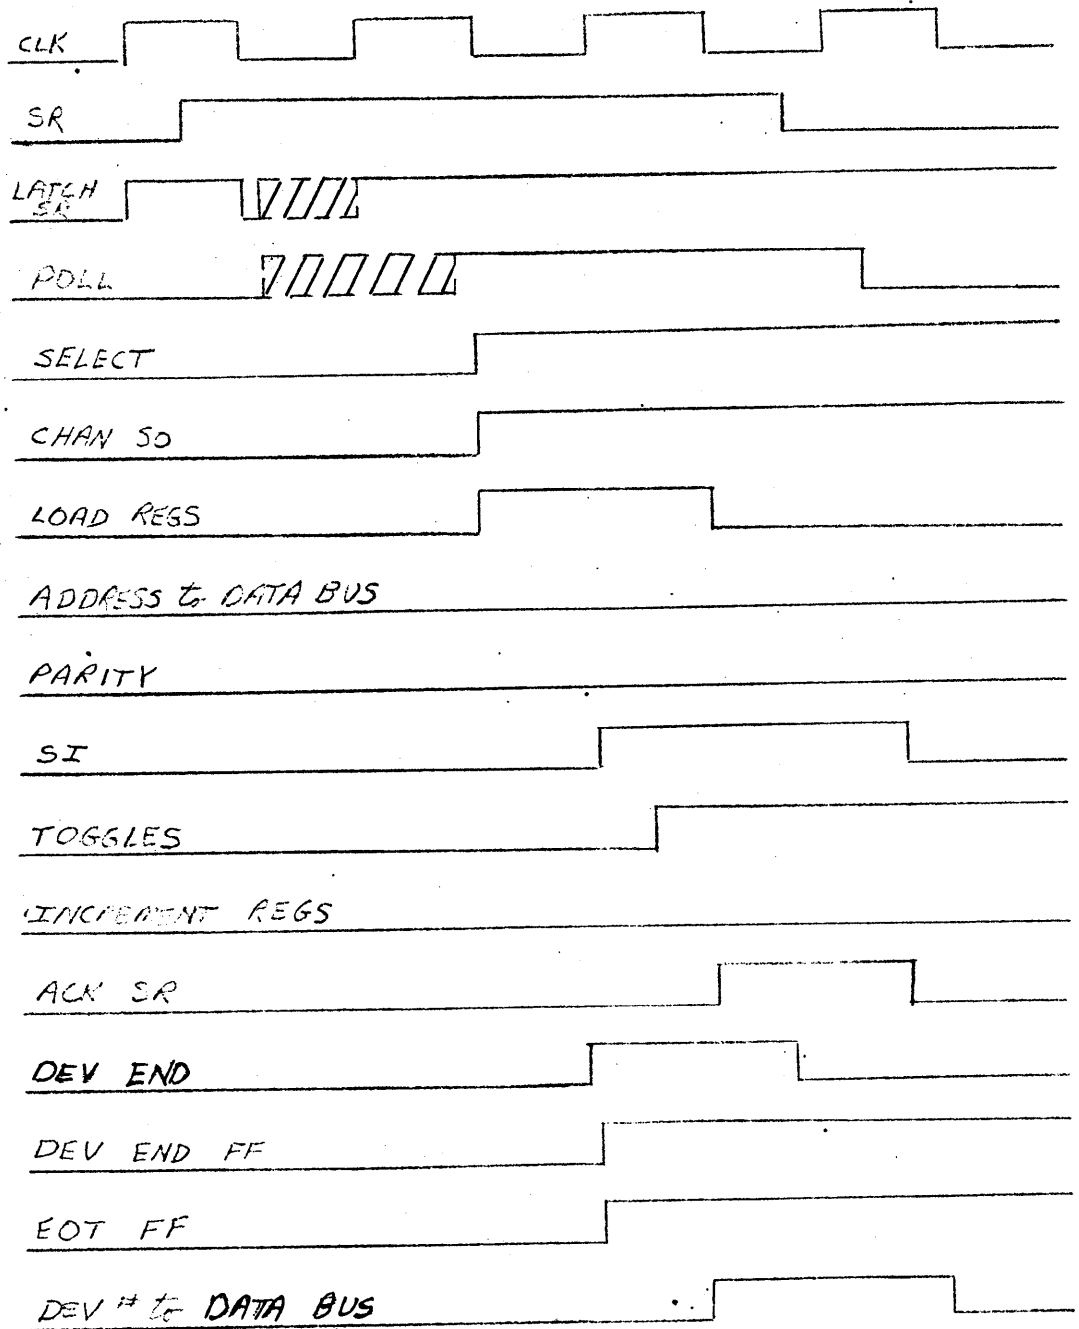 CLK
SR
LATCH
SR
POLL
SELECT
CHAN SO
LOAD REGS
ADDRESS to DATA BUS
PARITY
SI
TOGGLES
INCREMENT REGS
ACK SR
DEV END
DEV END FF
EOT FF
DEV # to DATA BUS